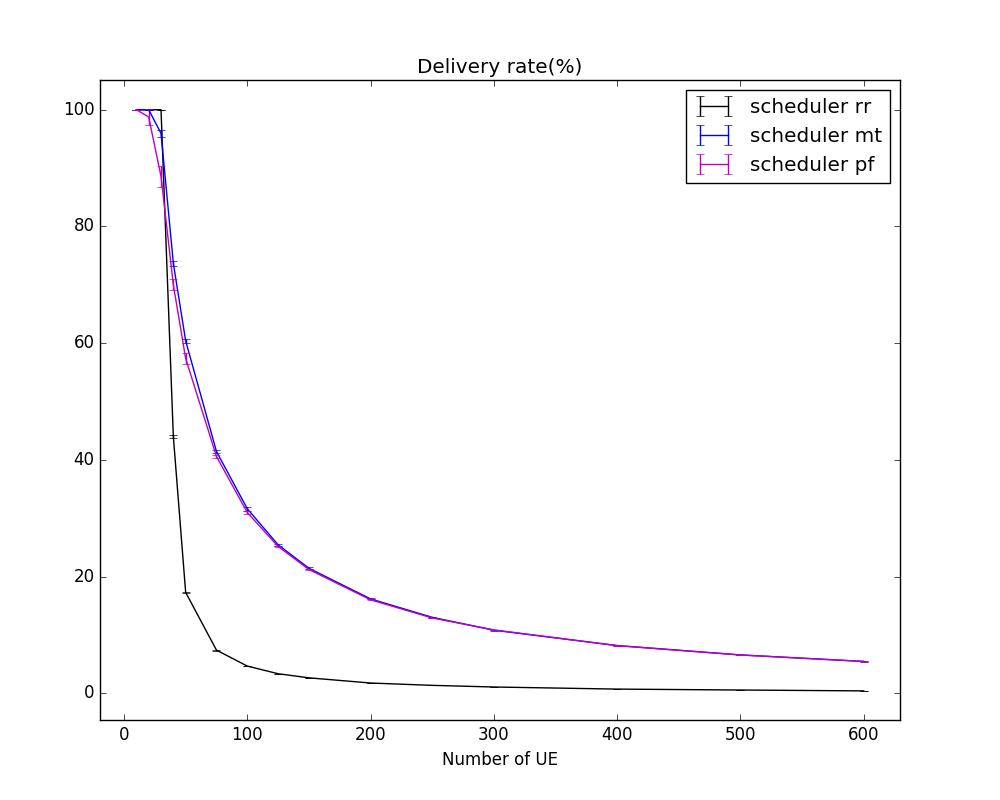 Delivery rate(%)
scheduler rr
scheduler mt
scheduler pf
100
80
60
40
20
0
0 100 200 300 400 500 600
Number of UE